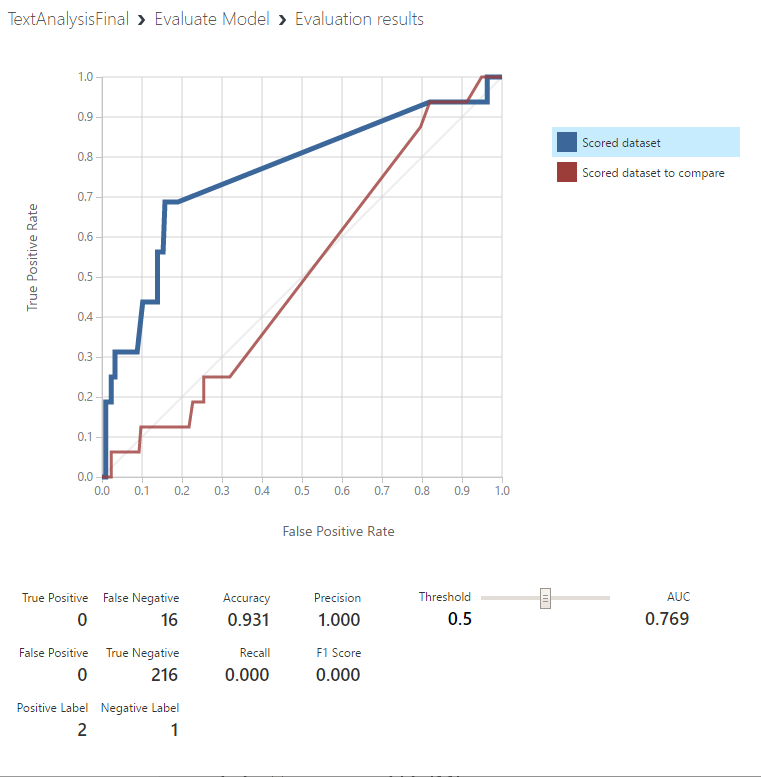 TextAnalysisFinal › Evaluate Model › Evaluation results
1.0
0.9
0.8
0.7
0.6
0.5
0.4
0.3
0.2
0.1
0.0
True Positive Rate
0.0 0.1 0.2 0.3 0.4 0.5 0.6 0.7 0.8 0.9 1.0
False Positive Rate
Scored dataset
Scored dataset to compare
True Positive False Negative Accuracy Precision Threshold AUC
0 16 0.931 1.000 0.5 0.769
False Positive True Negative Recall F1 Score
0 216 0.000 0.000
Positive Label Negative Label
2 1